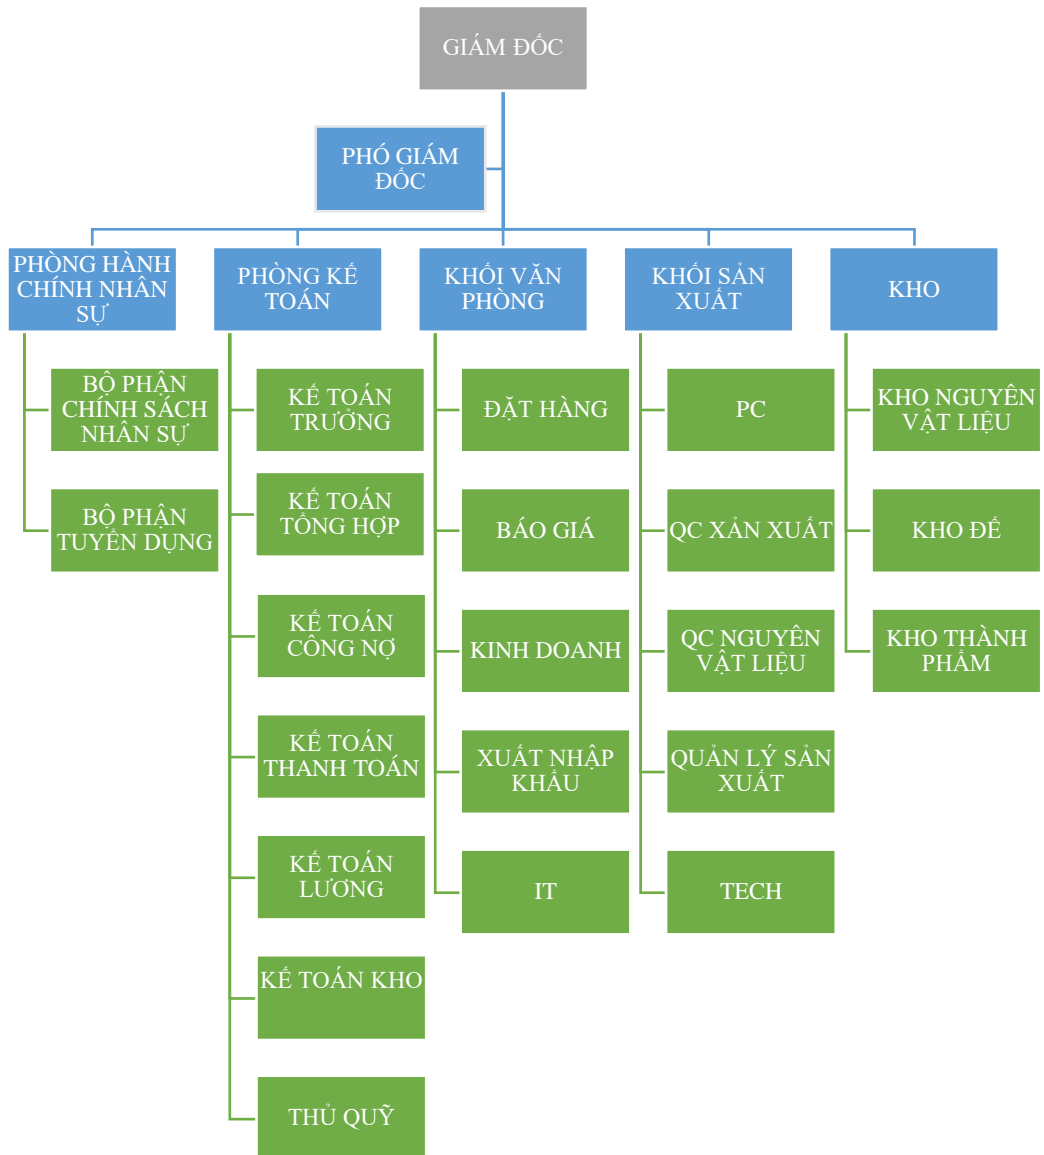 GIÁM ĐỐC
PHÓ GIÁM
ĐỐC
PHÒNG HÀNH
CHÍNH NHÂN
SỰ
PHÒNG KẾ
TOÁN
KHỐI VĂN
PHÒNG
KHỐI SẢN
XUẤT
KHO
BỘ PHẬN
CHÍNH SÁCH
NHÂN SỰ
BỘ PHẬN
TUYỂN DỤNG
KẾ TOÁN
TRƯỞNG
KẾ TOÁN
TỔNG HỢP
KẾ TOÁN
CÔNG NỢ
KẾ TOÁN
THANH TOÁN
KẾ TOÁN
LƯƠNG
KẾ TOÁN KHO
THỦ QUỸ
ĐẶT HÀNG
BÁO GIÁ
KINH DOANH
XUẤT NHẬP
KHẨU
IT
PC
QC XẢN XUẤT
QC NGUYÊN
VẬT LIỆU
QUẢN LÝ SẢN
XUẤT
TECH
KHO NGUYÊN
VẬT LIỆU
KHO ĐẾ
KHO THÀNH
PHẨM